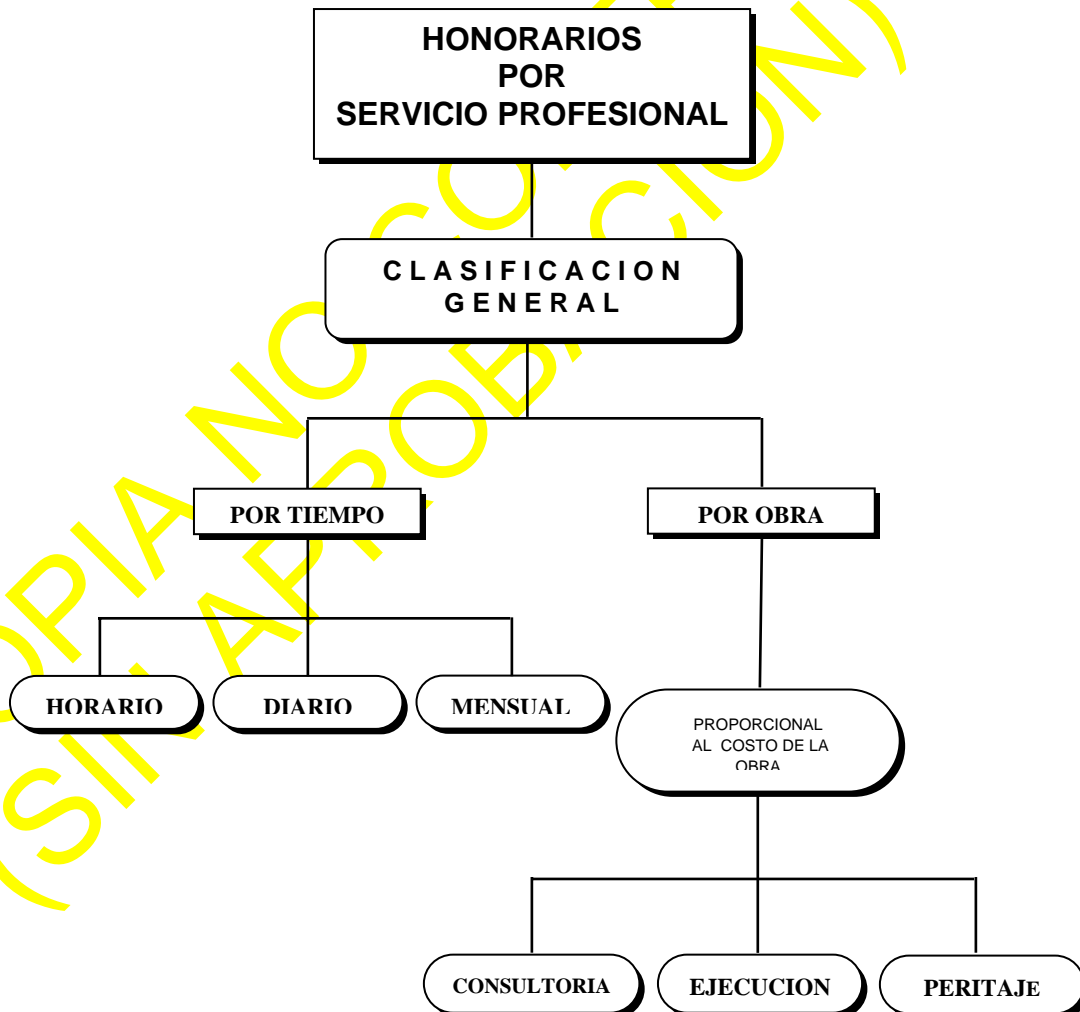 HONORARIOS
POR
SERVICIO PROFESIONAL
C L A S I F I C A C I O N
G E N E R A L
POR TIEMPO
POR OBRA
HORARIO
DIARIO
MENSUAL
PROPORCIONAL
AL COSTO DE LA
OBRA
CONSULTORIA
EJECUCION
PERITAJE